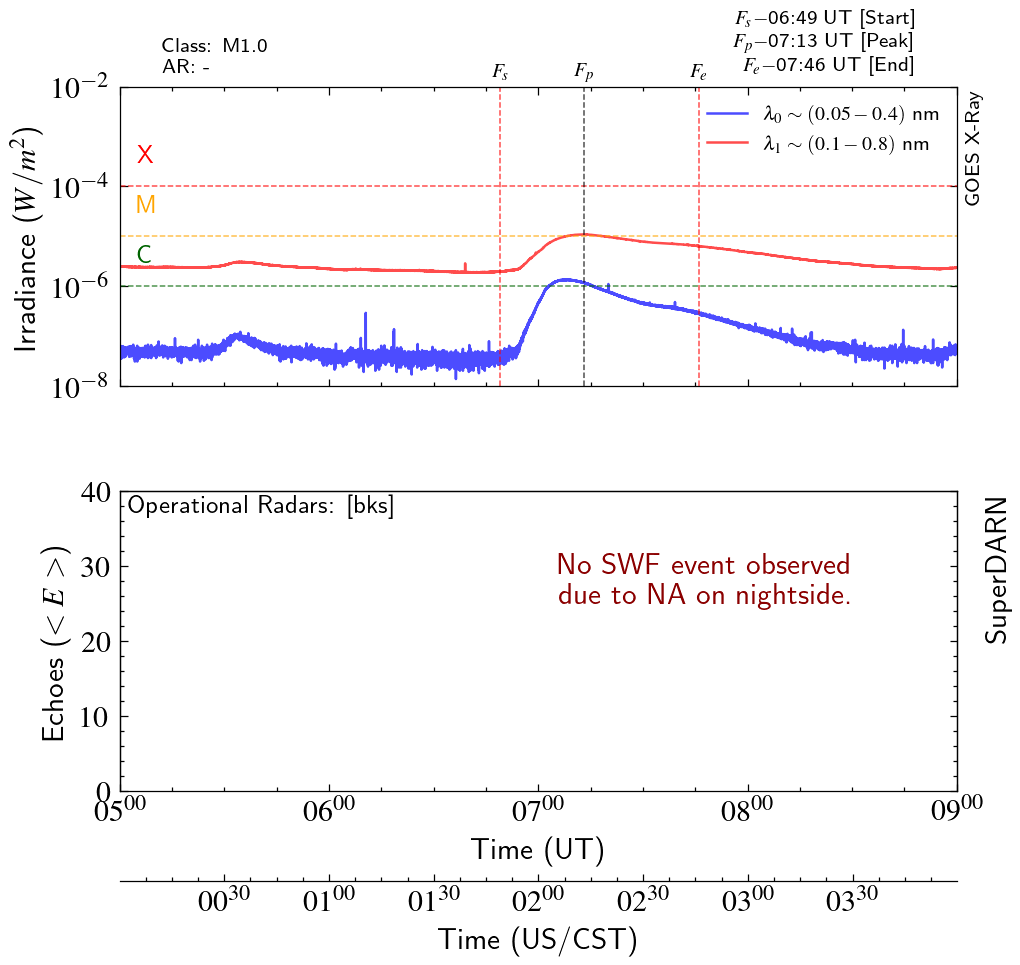 Class: M1.0
AR: -
Fₛ−06:49 UT [Start]
Fₚ−07:13 UT [Peak]
Fₑ−07:46 UT [End]
Fₛ
Fₚ
Fₑ
10⁻²
10⁻⁴
10⁻⁶
10⁻⁸
Irradiance (W/m²)
X
M
C
λ₀ ∼ (0.05 − 0.4) nm
λ₁ ∼ (0.1 − 0.8) nm
GOES X-Ray
Operational Radars: [bks]
No SWF event observed
due to NA on nightside.
40
30
20
10
0
Echoes (< E >)
SuperDARN
05⁰⁰ 06⁰⁰ 07⁰⁰ 08⁰⁰ 09⁰⁰
Time (UT)
00³⁰ 01⁰⁰ 01³⁰ 02⁰⁰ 02³⁰ 03⁰⁰ 03³⁰
Time (US/CST)